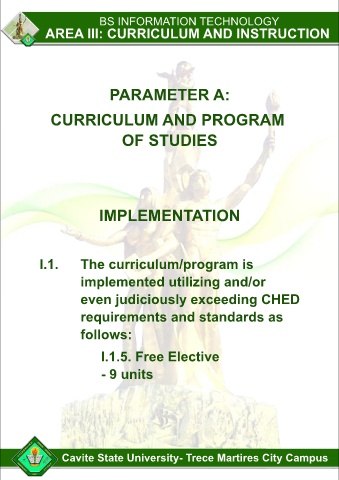 BS INFORMATION TECHNOLOGY
AREA III: CURRICULUM AND INSTRUCTION
PARAMETER A:
CURRICULUM AND PROGRAM
OF STUDIES
IMPLEMENTATION
I.1. The curriculum/program is
implemented utilizing and/or
even judiciously exceeding CHED
requirements and standards as
follows:
I.1.5. Free Elective
- 9 units
Cavite State University- Trece Martires City Campus